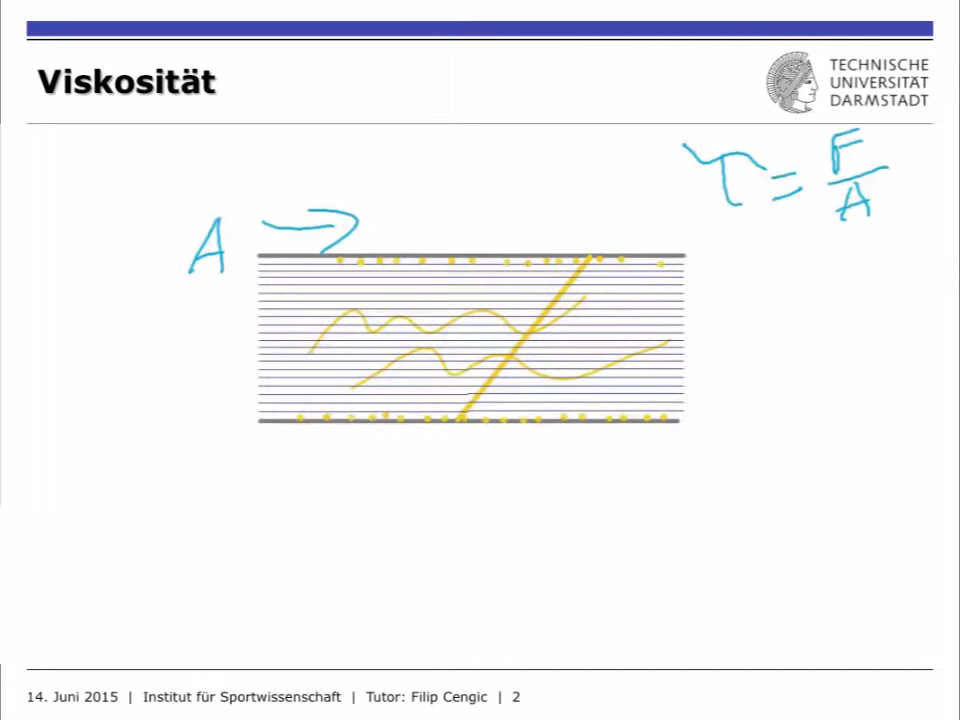 Viskosität
TECHNISCHE
UNIVERSITÄT
DARMSTADT
τ = F/A
A
14. Juni 2015 | Institut für Sportwissenschaft | Tutor: Filip Cengic | 2